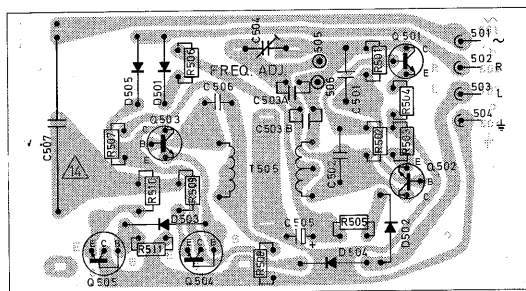 C504
505
Q501
501
~
R506
R501
C
502
R
D505
D501
FREQ. ADJ.
E
503
L
C506
C503A
506
C501
R504
504
Q503
C503B
R507
C
B
E
R502
R503
C507
14
T505
C502
E
Q502
B
C
R510
R509
D503
C505
+
R505
D502
E C B
R511
E C B
R508
D504
Q505
Q504